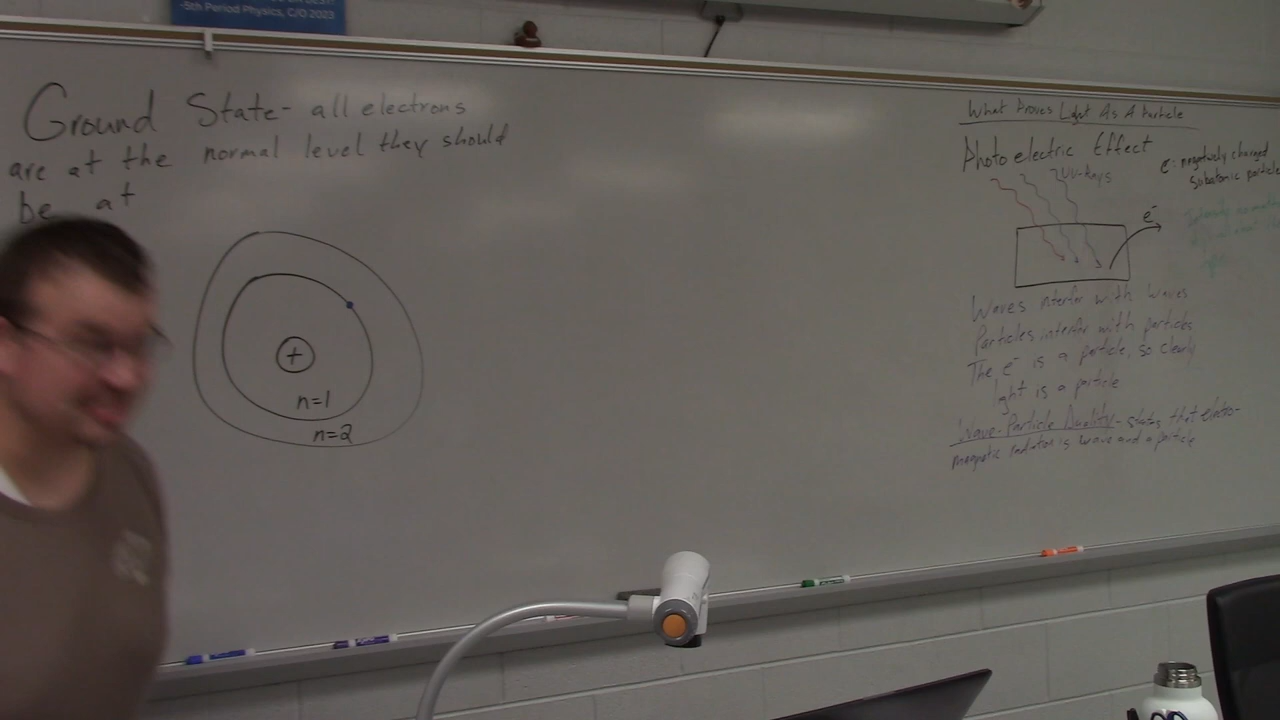 -5th Period Physics, C/O 2023
Ground State- all electrons
are at the normal level they should
be at
+
n=1
n=2
What Proves Light As A Particle
Photoelectric Effect
UV-Rays
e⁻: negatively charged
subatomic particle
e⁻
Waves interfer with waves
Particles interfer with particles
The e⁻ is a particle, so clearly
light is a particle
Wave-Particle Duality- states that electro-
magnetic radiation is wave and a particle